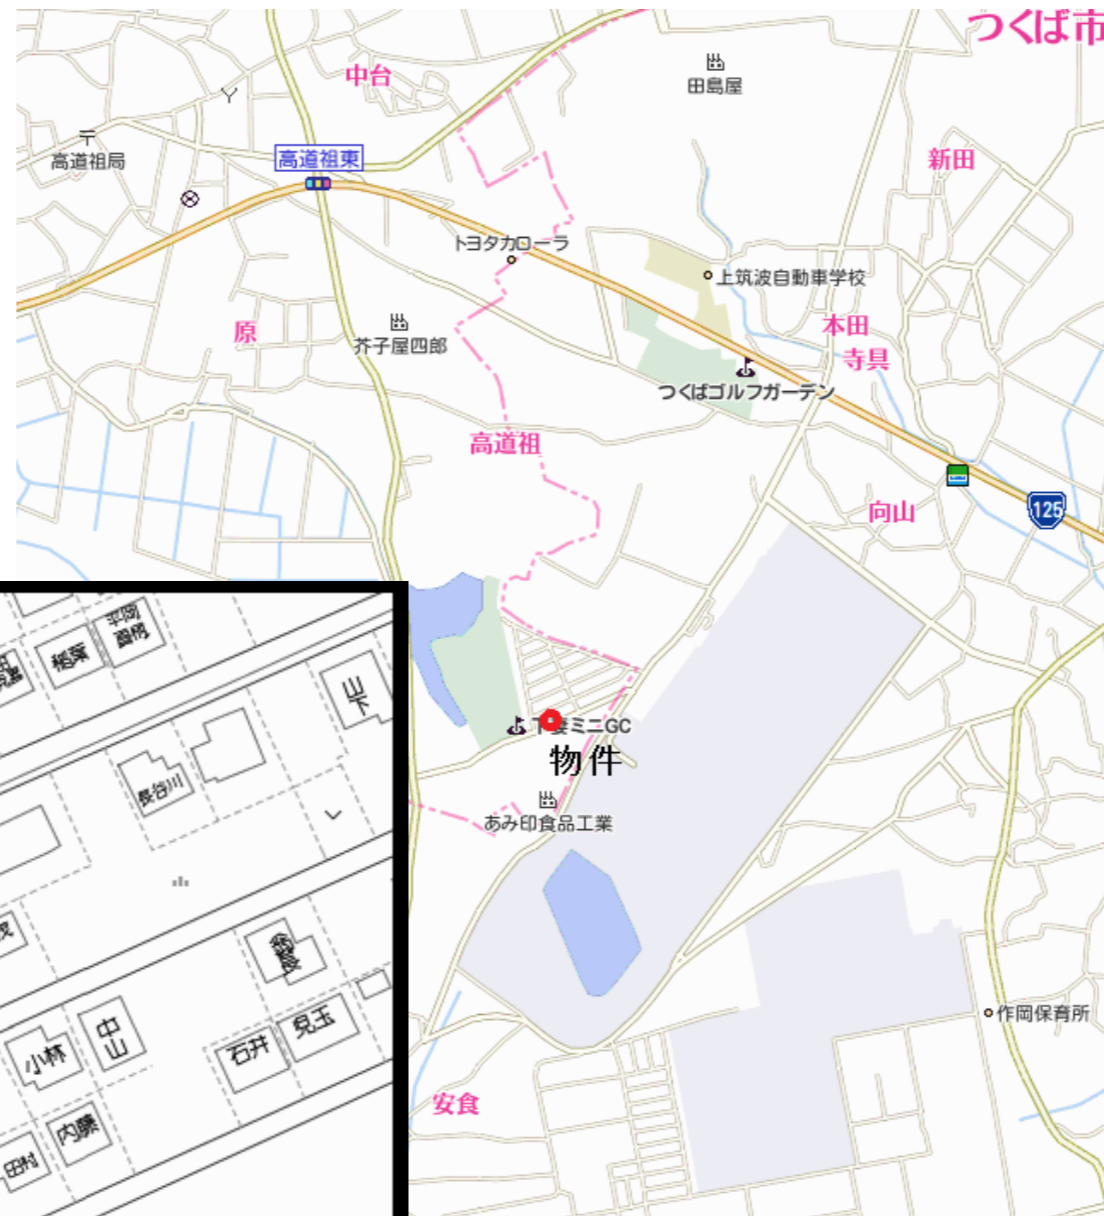 つくば市
中台
田島屋
高道祖局
高道祖東
新田
トヨタカローラ
上筑波自動車学校
本田
原
芥子屋四郎
寺具
つくばゴルフガーデン
高道祖
向山
125
下妻ミニGC
物件
あみ印食品工業
作岡保育所
安食
稲葉
山下
長谷川
中山
小林
石井
児玉
内藤
田村